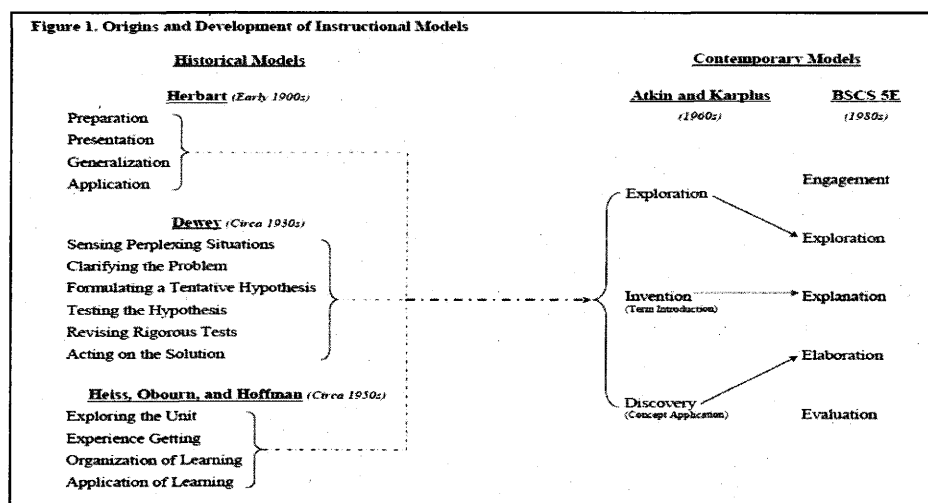 Figure 1. Origins and Development of Instructional Models
Historical Models
Herbart (Early 1900s)
Preparation
Presentation
Generalization
Application
Dewey (Circa 1930s)
Sensing Perplexing Situations
Clarifying the Problem
Formulating a Tentative Hypothesis
Testing the Hypothesis
Revising Rigorous Tests
Acting on the Solution
Heiss, Obourn, and Hoffman (Circa 1950s)
Exploring the Unit
Experience Getting
Organization of Learning
Application of Learning
Contemporary Models
Atkin and Karplus
(1960s)
Exploration
Invention
(Term Introduction)
Discovery
(Concept Application)
BSCS 5E
(1980s)
Engagement
Exploration
Explanation
Elaboration
Evaluation